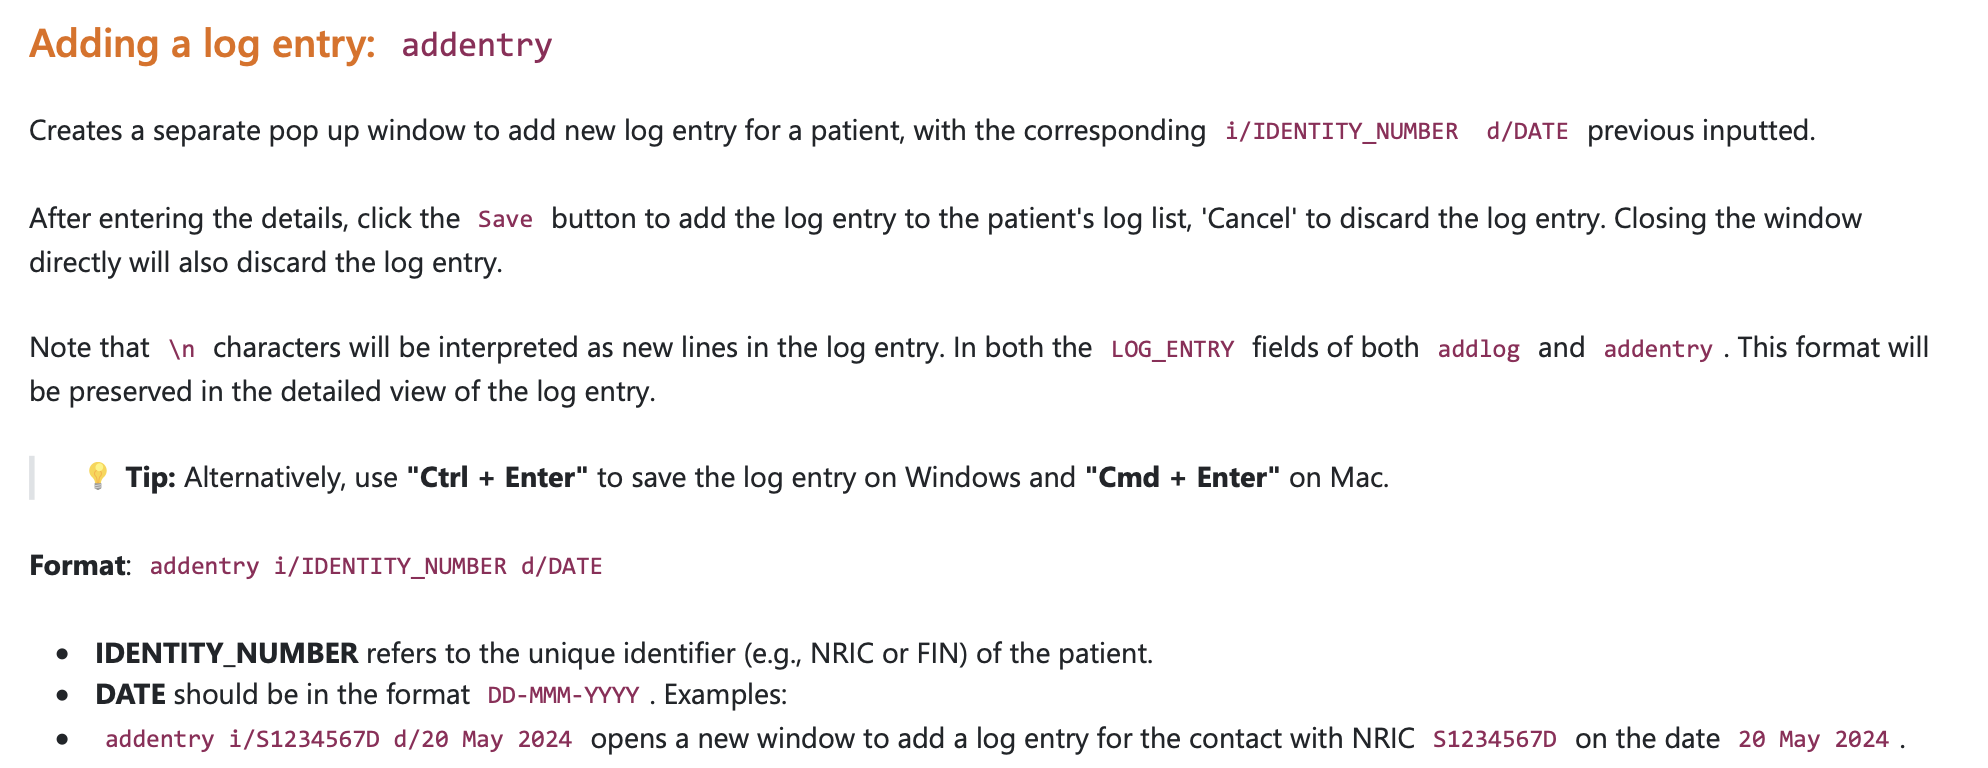 Adding a log entry: addentry
Creates a separate pop up window to add new log entry for a patient, with the corresponding i/IDENTITY_NUMBER d/DATE previous inputted.
After entering the details, click the Save button to add the log entry to the patient's log list, 'Cancel' to discard the log entry. Closing the window
directly will also discard the log entry.
Note that \n characters will be interpreted as new lines in the log entry. In both the LOG_ENTRY fields of both addlog and addentry . This format will
be preserved in the detailed view of the log entry.
💡 Tip: Alternatively, use "Ctrl + Enter" to save the log entry on Windows and "Cmd + Enter" on Mac.
Format: addentry i/IDENTITY_NUMBER d/DATE
• IDENTITY_NUMBER refers to the unique identifier (e.g., NRIC or FIN) of the patient.
• DATE should be in the format DD-MMM-YYYY . Examples:
• addentry i/S1234567D d/20 May 2024 opens a new window to add a log entry for the contact with NRIC S1234567D on the date 20 May 2024 .